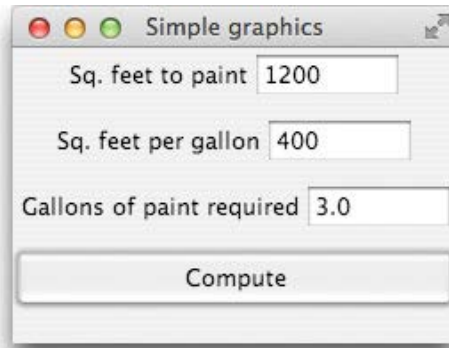 Simple graphics
Sq. feet to paint 1200
Sq. feet per gallon 400
Gallons of paint required 3.0
Compute